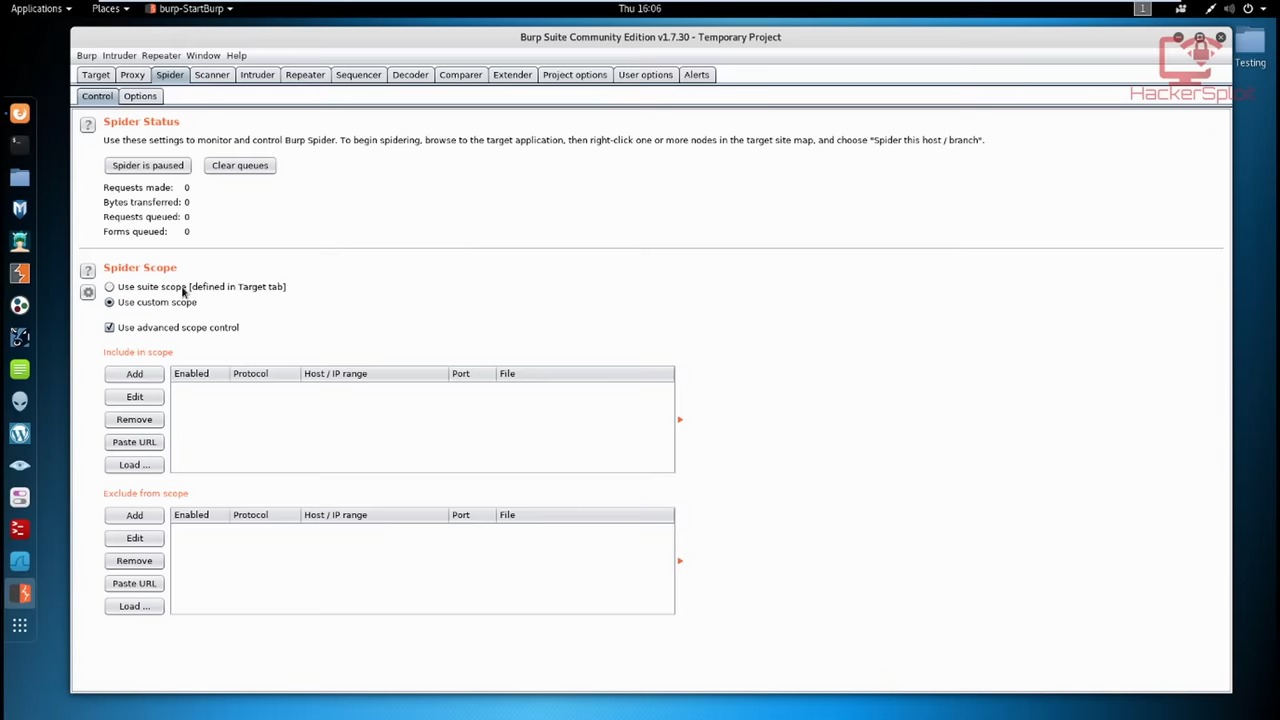 Applications Places burp-StartBurp Thu 16:06 1
Burp Suite Community Edition v1.7.30 - Temporary Project
Testing
HackerSploit
Burp Intruder Repeater Window Help
Target Proxy Spider Scanner Intruder Repeater Sequencer Decoder Comparer Extender Project options User options Alerts
Control Options
? Spider Status
Use these settings to monitor and control Burp Spider. To begin spidering, browse to the target application, then right-click one or more nodes in the target site map, and choose "Spider this host / branch".
Spider is paused Clear queues
Requests made: 0
Bytes transferred: 0
Requests queued: 0
Forms queued: 0
? Spider Scope
Use suite scope [defined in Target tab]
Use custom scope
Use advanced scope control
Include in scope
Add Enabled Protocol Host / IP range Port File
Edit
Remove
Paste URL
Load ...
Exclude from scope
Add Enabled Protocol Host / IP range Port File
Edit
Remove
Paste URL
Load ...